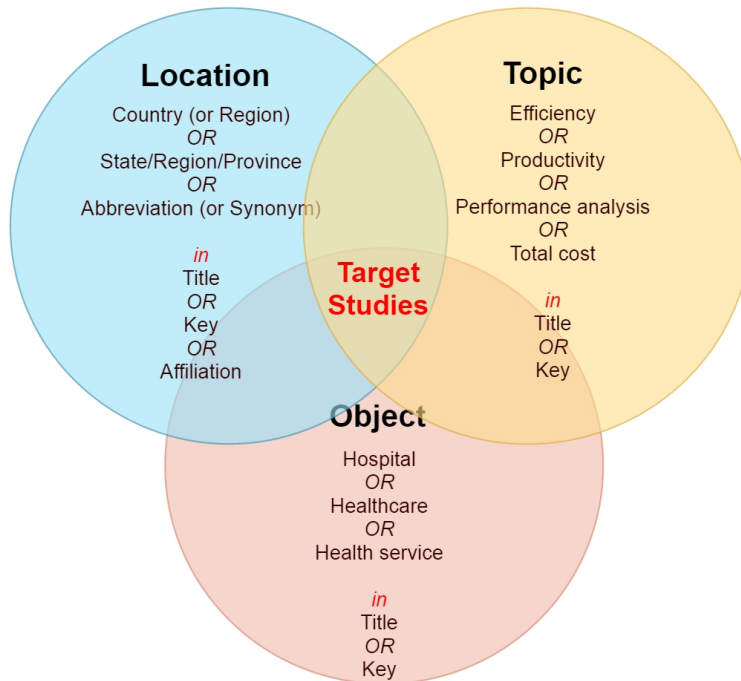 Location
Country (or Region)
OR
State/Region/Province
OR
Abbreviation (or Synonym)
in
Title
OR
Key
OR
Affiliation
Topic
Efficiency
OR
Productivity
OR
Performance analysis
OR
Total cost
in
Title
OR
Key
Target
Studies
Object
Hospital
OR
Healthcare
OR
Health service
in
Title
OR
Key